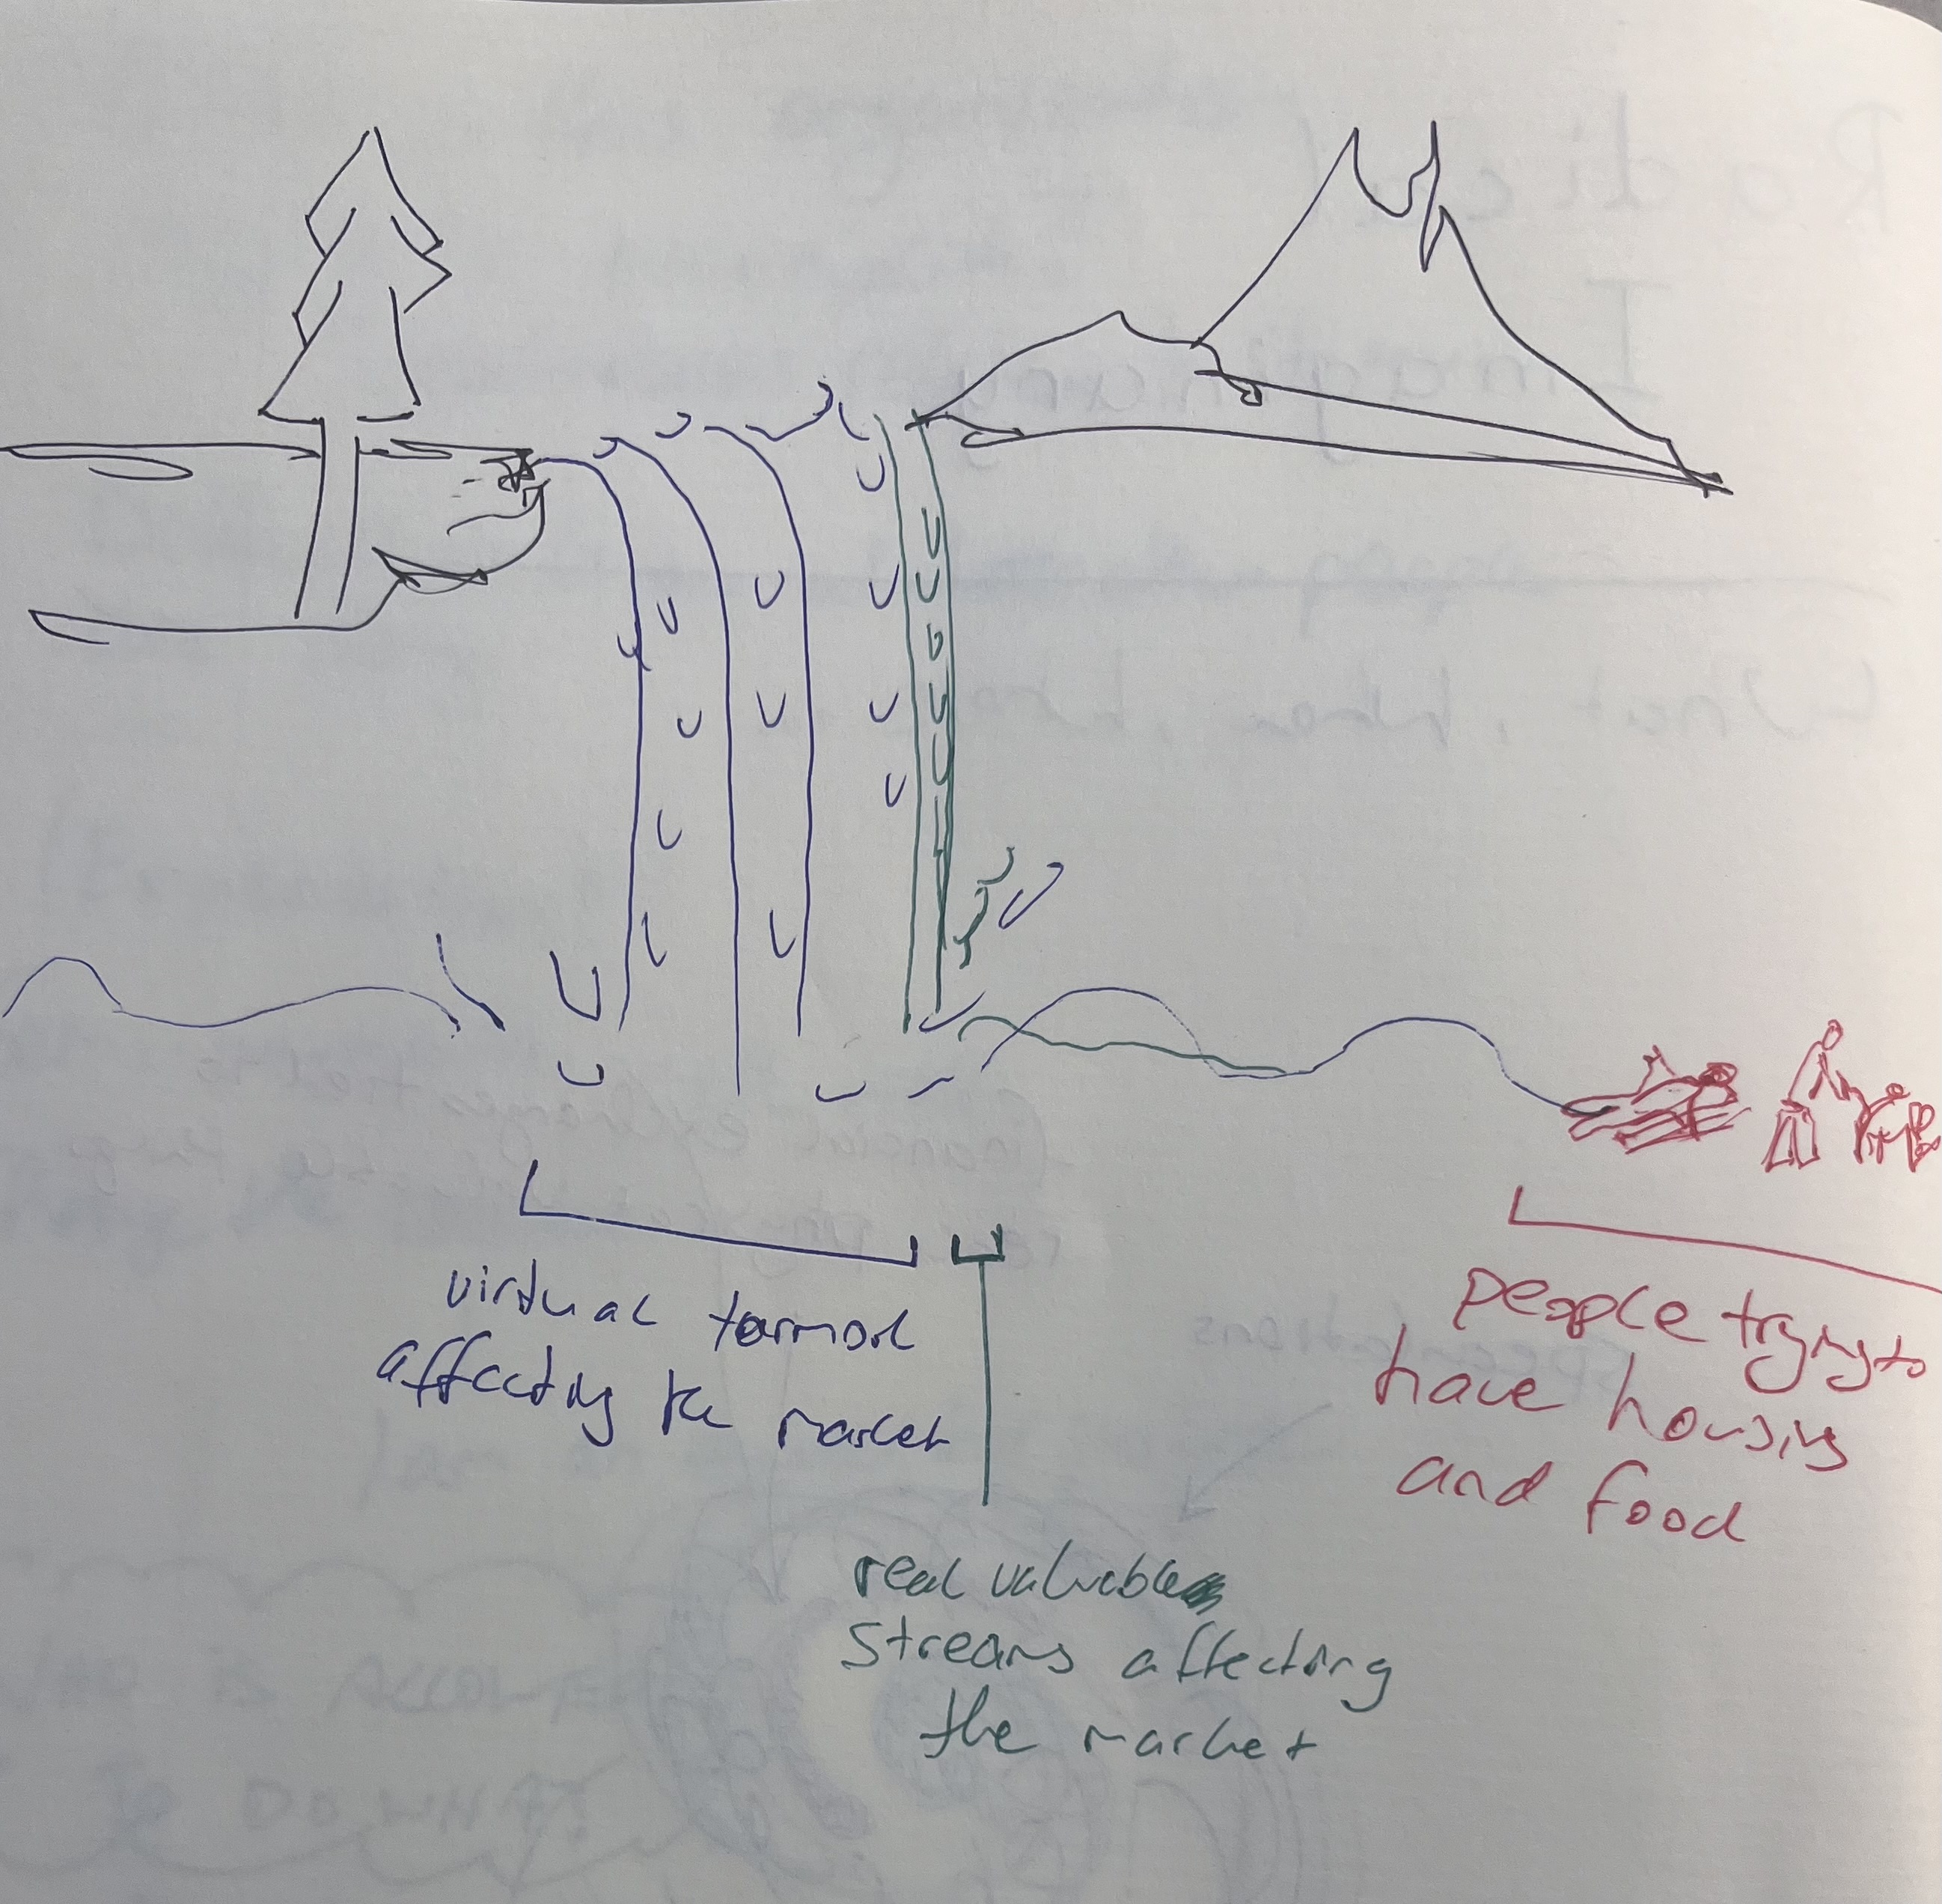 virtual tormoil
affecting the market
people trying to
have housing
and food
real valuable
streams affecting
the market